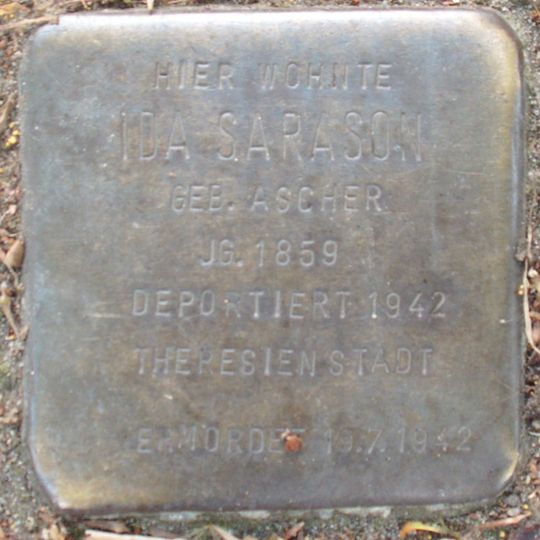 HIER WOHNTE
IDA SARASON
GEB. ASCHER
JG. 1859
DEPORTIERT 1942
THERESIENSTADT
ERMORDET 19.7.1942